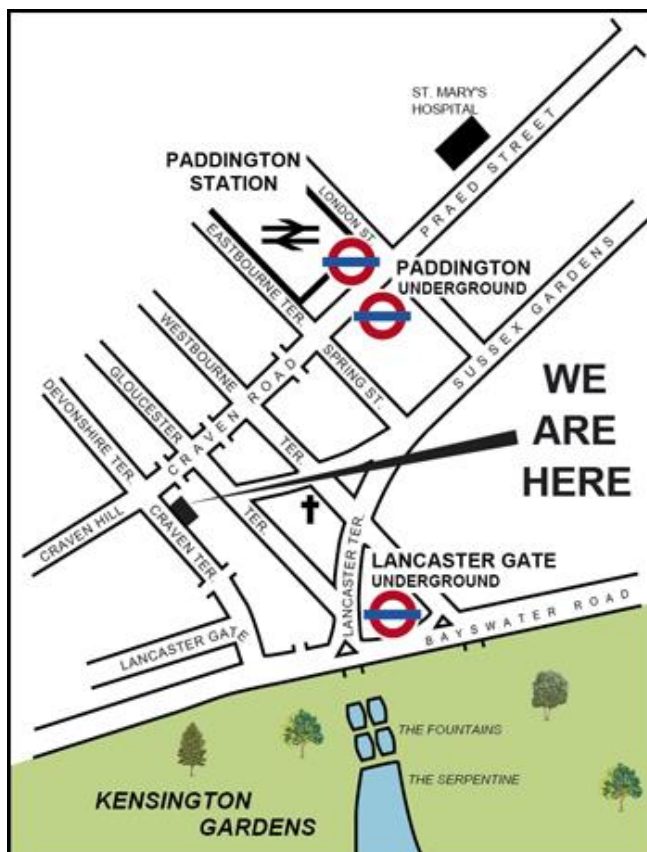 ST. MARY'S
HOSPITAL
PRAED STREET
PADDINGTON
STATION
LONDON ST.
EASTBOURNE TER.
PADDINGTON
UNDERGROUND
SUSSEX GARDENS
WESTBOURNE
TER.
SPRING ST.
GLOUCESTER
TER.
CRAVEN ROAD
DEVONSHIRE TER.
WE
ARE
HERE
CRAVEN HILL
CRAVEN TER.
LANCASTER TER.
LANCASTER GATE
UNDERGROUND
LANCASTER GATE
BAYSWATER ROAD
THE FOUNTAINS
THE SERPENTINE
KENSINGTON
GARDENS